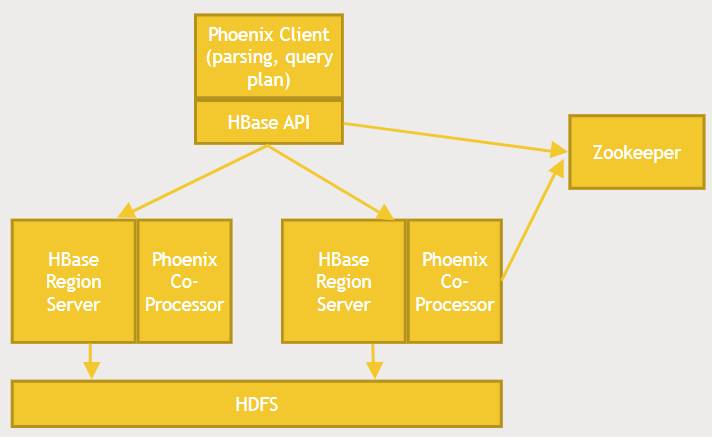 Phoenix Client
(parsing, query
plan)
HBase API
Zookeeper
HBase
Region
Server
Phoenix
Co-
Processor
HBase
Region
Server
Phoenix
Co-
Processor
HDFS